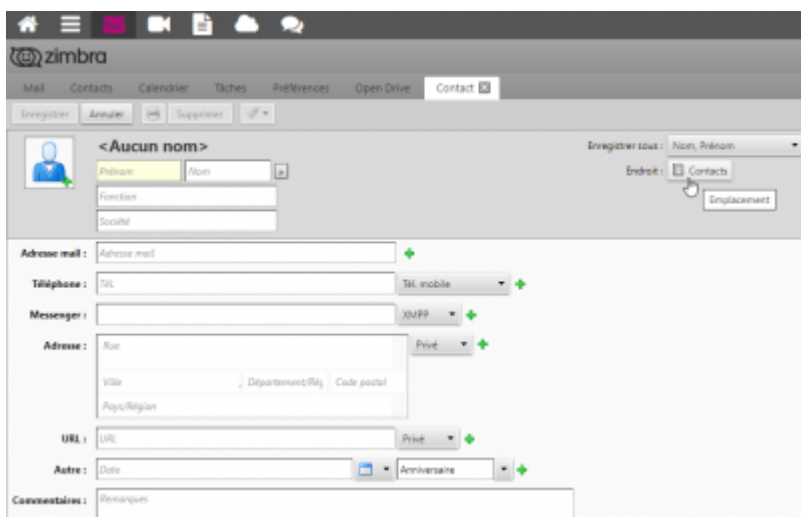 zimbra
Mail Contacts Calendrier Tâches Préférences Open Drive Contact
Enregistrer Annuler Supprimer
<Aucun nom>
Enregistrer sous : Nom, Prénom
Prénom Nom
Endroit : Contacts
Fonction
Emplacement
Société
Adresse mail : Adresse mail
Téléphone : Tél. Tél. mobile
Messenger : XMPP
Adresse : Rue Privé
Ville , Département/Rég Code postal
Pays/Région
URL : URL Privé
Autre : Date Anniversaire
Commentaires : Remarques